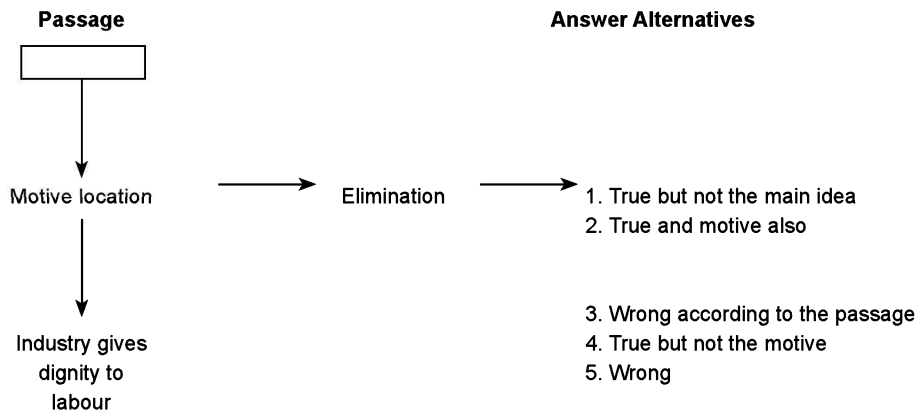 Passage
Answer Alternatives
Motive location
Elimination
1. True but not the main idea
2. True and motive also
3. Wrong according to the passage
4. True but not the motive
5. Wrong
Industry gives
dignity to
labour